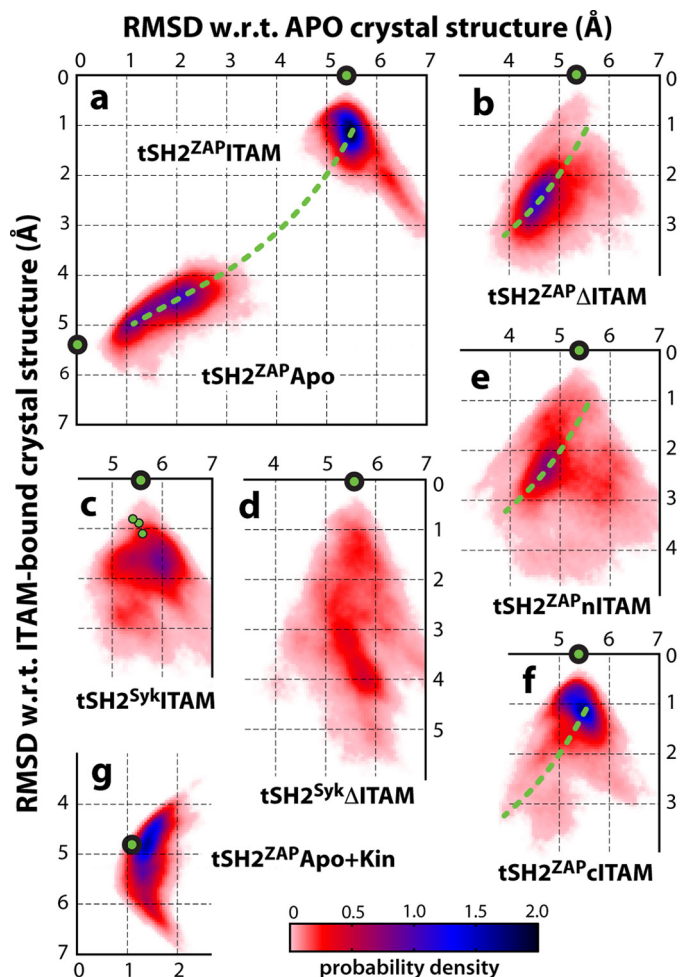 RMSD w.r.t. APO crystal structure (Å)
0 1 2 3 4 5 6 7
4 5 6 7
a
b
0
1
2
3
4
5
6
7
0
1
2
3
tSH2ᶻᴬᴾITAM
tSH2ᶻᴬᴾApo
tSH2ᶻᴬᴾΔITAM
RMSD w.r.t. ITAM-bound crystal structure (Å)
4 5 6 7
e
0
1
2
3
4
tSH2ᶻᴬᴾnITAM
5 6 7
c
tSH2ˢʸᵏITAM
4 5 6 7
d
0
1
2
3
4
5
tSH2ˢʸᵏΔITAM
5 6 7
f
0
1
2
3
tSH2ᶻᴬᴾcITAM
g
4
5
6
7
0 1 2
tSH2ᶻᴬᴾApo+Kin
0 0.5 1.0 1.5 2.0
probability density